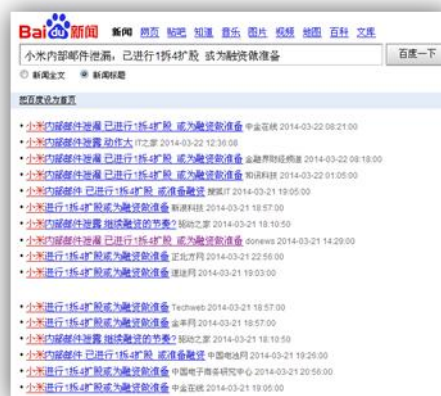 Baidu新闻 新闻 网页 贴吧 知道 音乐 图片 视频 地图 百科 文库
小米内部邮件泄漏，已进行1拆4扩股 或为融资做准备 百度一下
新闻全文 新闻标题
把百度设为首页
小米内部邮件泄漏 已进行1拆4扩股 或为融资做准备 中金在线 2014-03-22 08:21:00
小米内部邮件泄露 动作大 IT之家 2014-03-22 12:36:08
小米内部邮件泄漏 已进行1拆4扩股 或为融资做准备 金融界财经频道 2014-03-22 08:18:00
小米内部邮件泄漏 已进行1拆4扩股 或为融资做准备 和讯科技 2014-03-22 01:05:00
小米内部邮件 已进行1拆4扩股 或准备融资 搜狐IT 2014-03-21 19:05:00
小米进行1拆4扩股或为融资做准备 新浪科技 2014-03-21 18:57:00
小米内部邮件泄露 继续融资的节奏? 驱动之家 2014-03-21 18:10:50
小米内部邮件泄漏 已进行1拆4扩股 或为融资做准备 donews 2014-03-21 14:29:00
小米进行1拆4扩股或为融资做准备 正北方网 2014-03-21 22:56:00
小米进行1拆4扩股或为融资做准备 速途网 2014-03-21 19:03:00
小米进行1拆4扩股或为融资做准备 Techweb 2014-03-21 18:57:00
小米进行1拆4扩股或为融资做准备 金羊网 2014-03-21 18:57:00
小米内部邮件泄露 继续融资的节奏? 驱动之家 2014-03-21 18:10:50
小米内部邮件 已进行1拆4扩股 或准备融资 中国电池网 2014-03-21 19:26:00
小米进行1拆4扩股或为融资做准备 中国电子商务研究中心 2014-03-21 20:56:00
小米进行1拆4扩股或为融资做准备 中金在线 2014-03-21 19:05:00